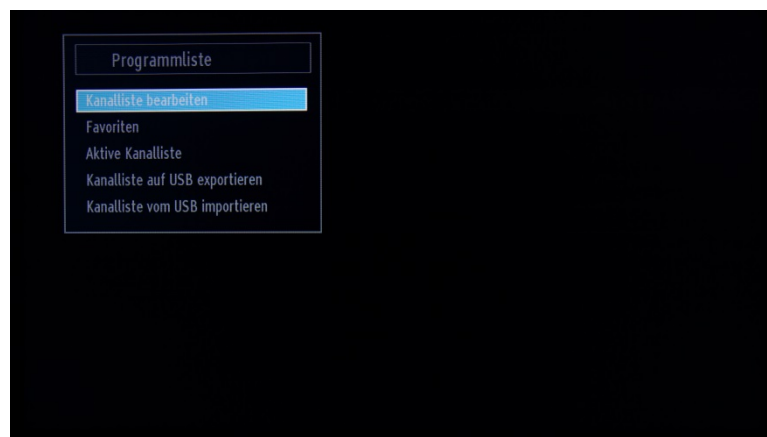 Programmliste
Kanalliste bearbeiten
Favoriten
Aktive Kanalliste
Kanalliste auf USB exportieren
Kanalliste vom USB importieren